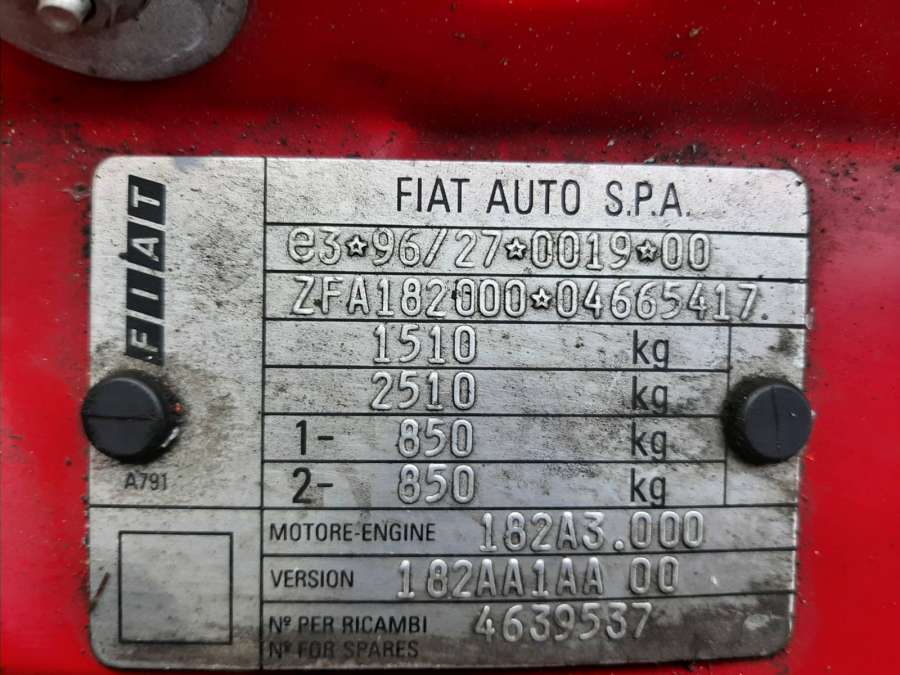 FIAT
FIAT AUTO S.P.A.
e3*96/27*0019*00
ZFA182000*04665417.
1510 kg
2510 kg
1- 850 kg
2- 850 kg
A791
MOTORE-ENGINE 182A3.000
VERSION 182AA1AA 00
Nº PER RICAMBI 4639537
Nº FOR SPARES